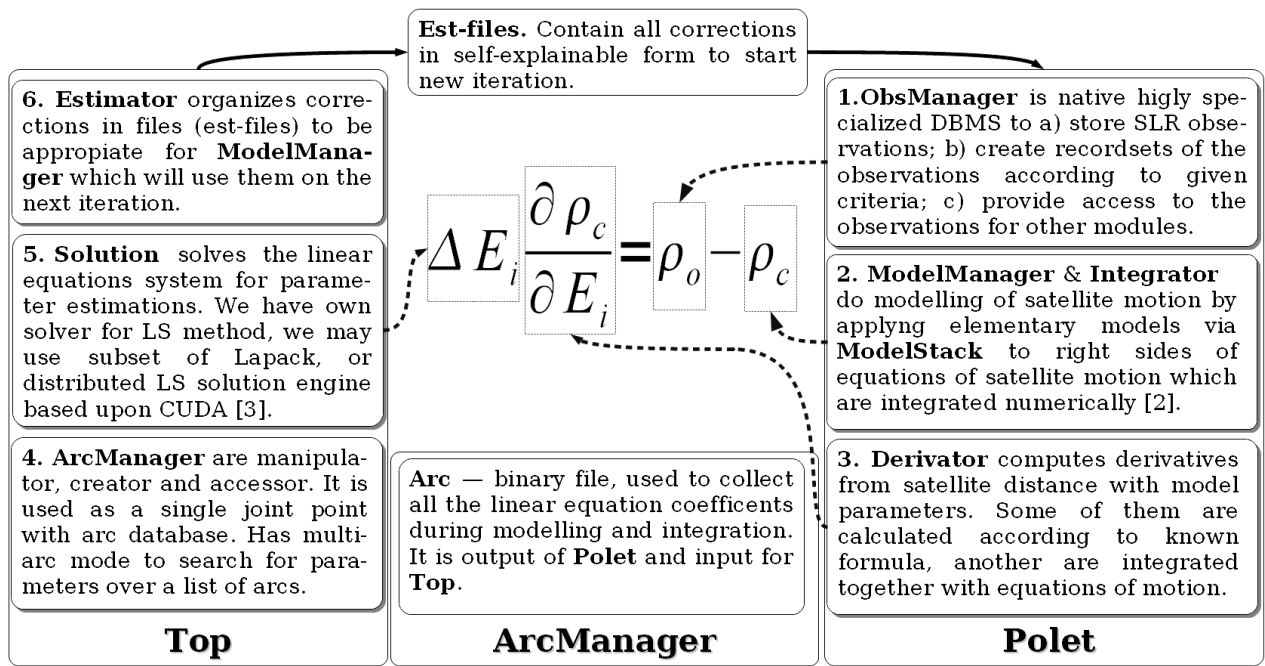 Est-files. Contain all corrections
in self-explainable form to start
new iteration.
6. Estimator organizes corre-
ctions in files (est-files) to be
appropiate for ModelMana-
ger which will use them on the
next iteration.
5. Solution solves the linear
equations system for parame-
ter estimations. We have own
solver for LS method, we may
use subset of Lapack, or
distributed LS solution engine
based upon CUDA [3].
4. ArcManager are manipula-
tor, creator and accessor. It is
used as a single joint point
with arc database. Has multi-
arc mode to search for para-
meters over a list of arcs.
Top
Δ E_i ∂ρ_c / ∂E_i = ρ_o − ρ_c
Arc — binary file, used to collect
all the linear equation coefficents
during modelling and integration.
It is output of Polet and input for
Top.
ArcManager
1.ObsManager is native higly spe-
cialized DBMS to a) store SLR obse-
rvations; b) create recordsets of the
observations according to given
criteria; c) provide access to the
observations for other modules.
2. ModelManager & Integrator
do modelling of satellite motion by
applyng elementary models via
ModelStack to right sides of
equations of satellite motion which
are integrated numerically [2].
3. Derivator computes derivatives
from satellite distance with model
parameters. Some of them are
calculated according to known
formula, another are integrated
together with equations of motion.
Polet